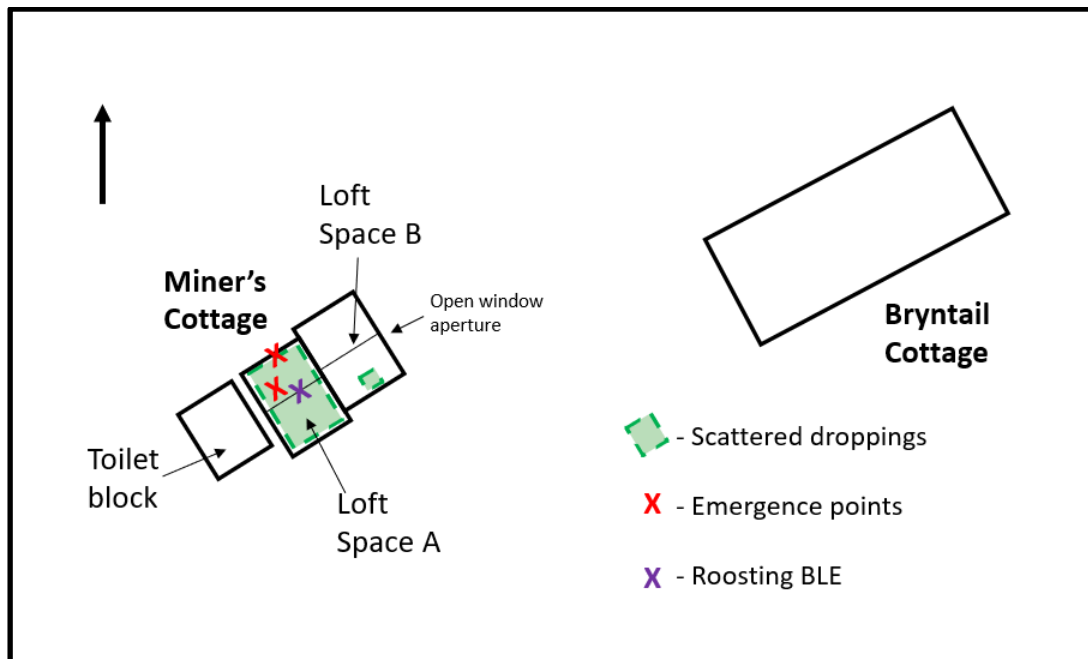 Loft
Space B
Miner's
Cottage
Open window
aperture
Bryntail
Cottage
Toilet
block
Loft
Space A
- Scattered droppings
X - Emergence points
X - Roosting BLE